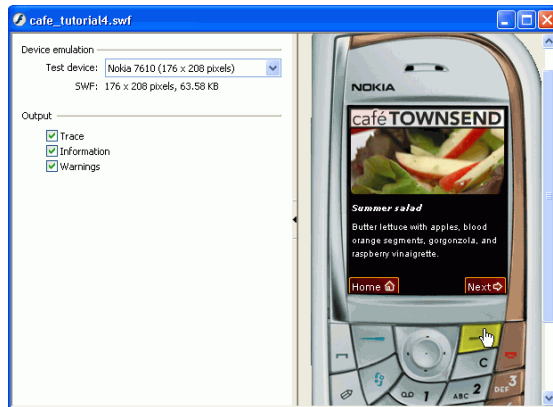 cafe_tutorial4.swf
Device emulation
Test device: Nokia 7610 (176 x 208 pixels)
SWF: 176 x 208 pixels, 63.58 KB
Output
Trace
Information
Warnings
NOKIA
café TOWNSEND
Summer salad
Butter lettuce with apples, blood
orange segments, gorgonzola, and
raspberry vinaigrette.
Home
Next
C
1
ABC 2
DEF 3